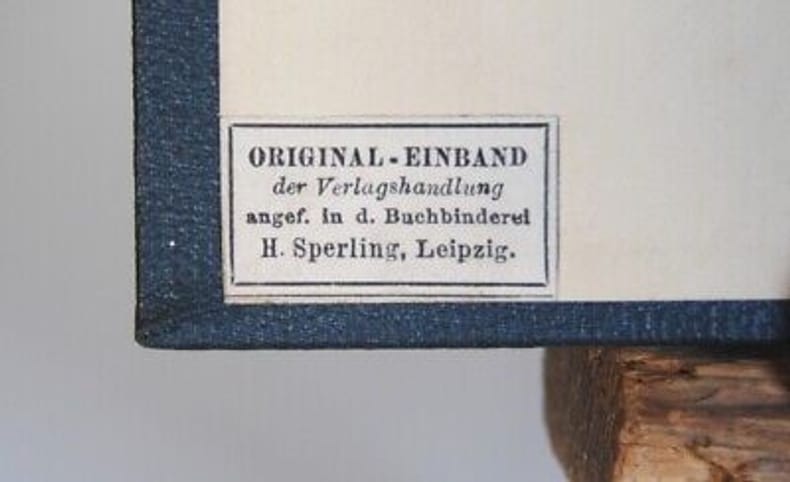 ORIGINAL-EINBAND
der Verlagshandlung
angef. in d. Buchbinderei
H. Sperling, Leipzig.